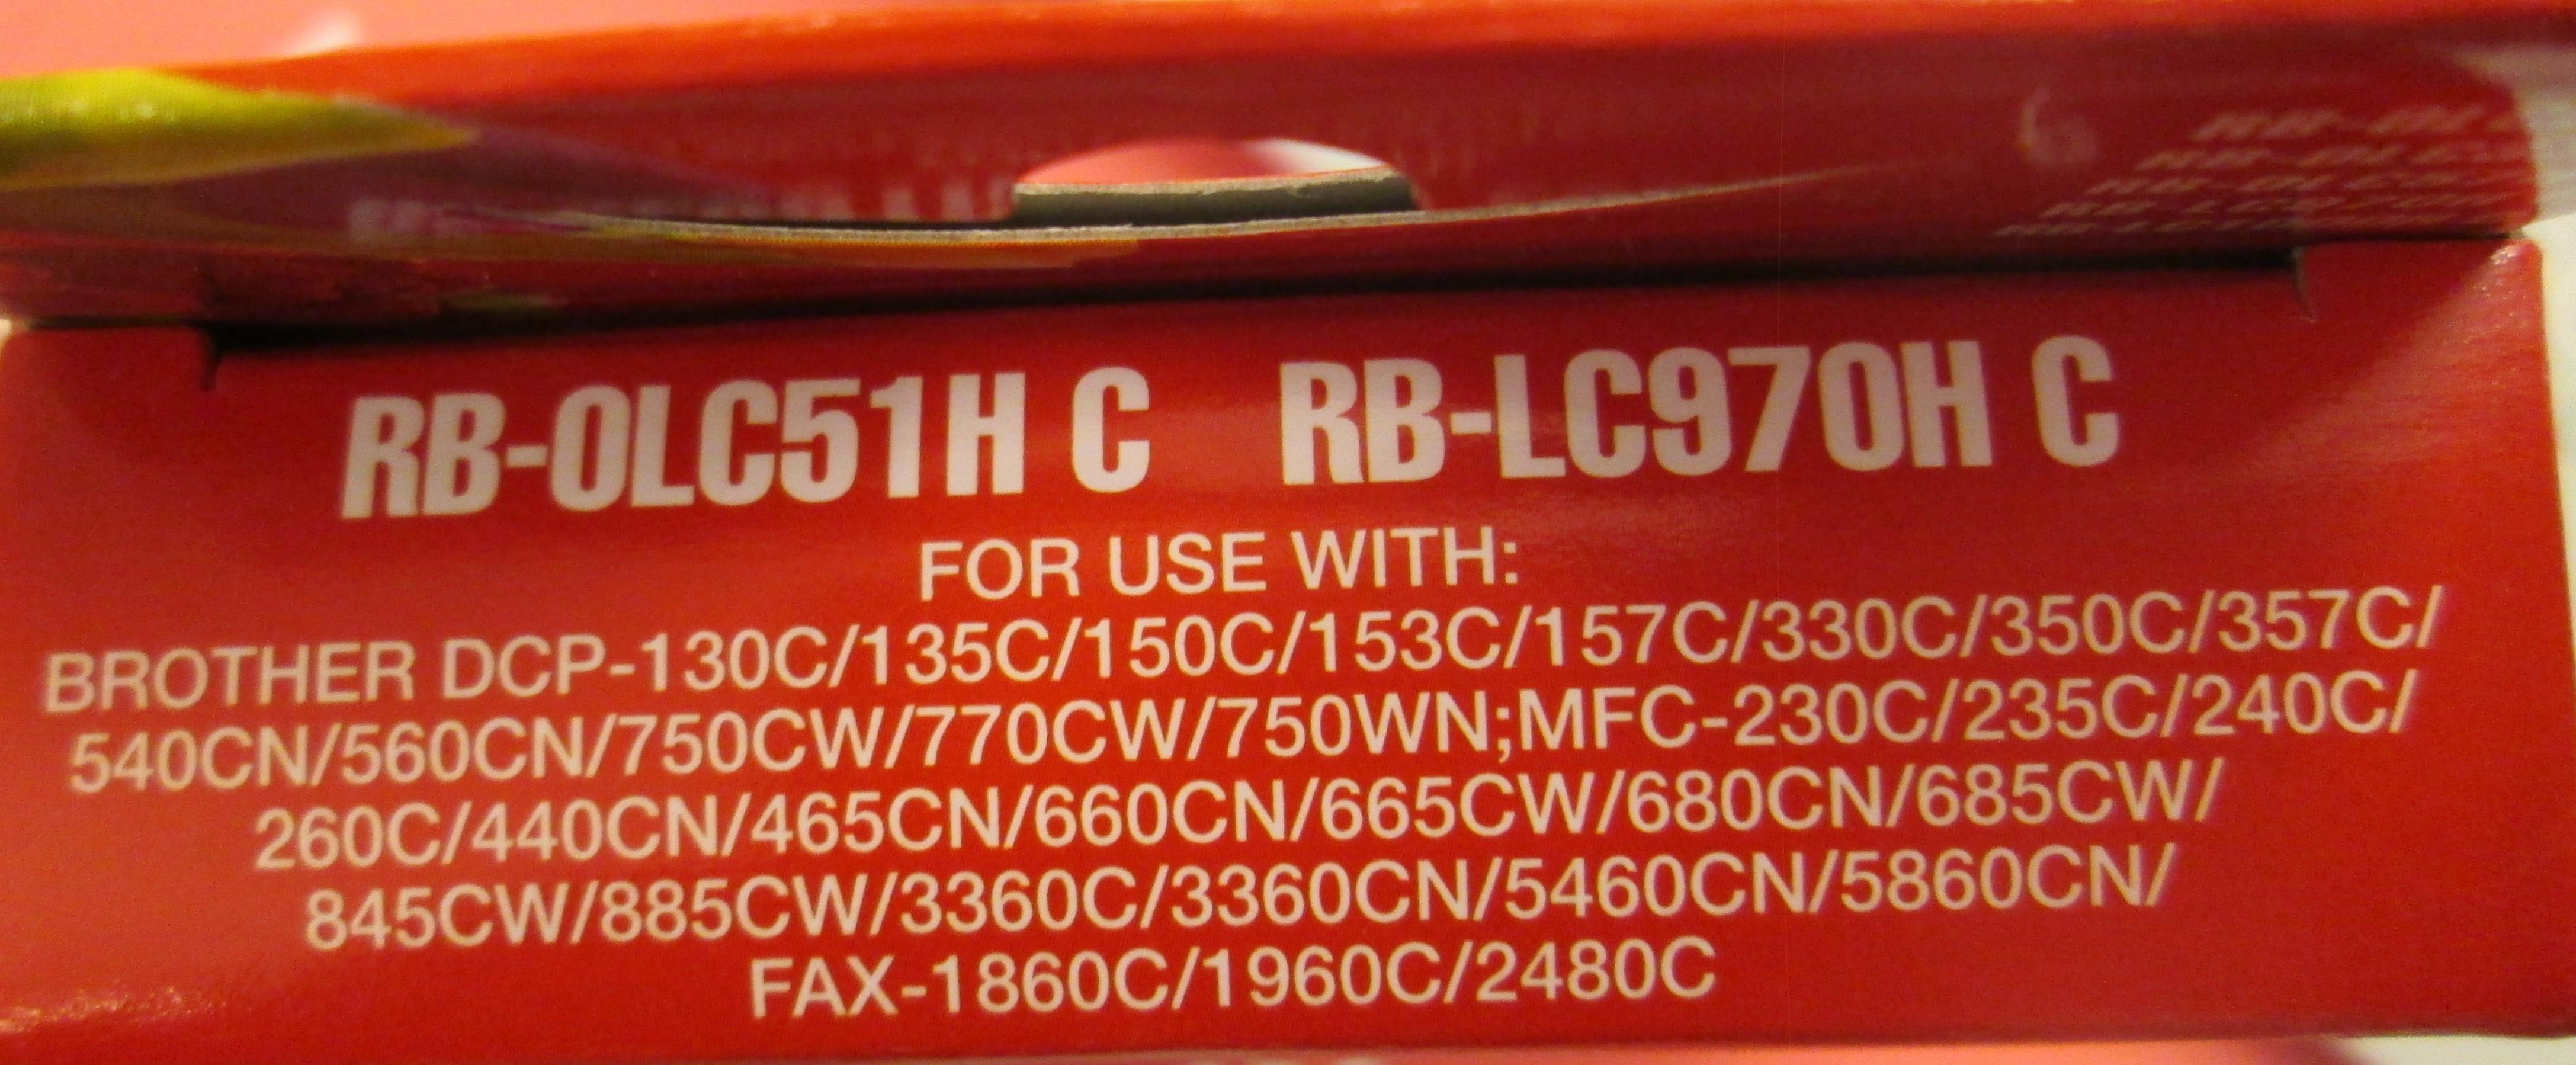 RB-OLC51H C RB-LC970H C
FOR USE WITH:
BROTHER DCP-130C/135C/150C/153C/157C/330C/350C/357C/
540CN/560CN/750CW/770CW/750WN;MFC-230C/235C/240C/
260C/440CN/465CN/660CN/665CW/680CN/685CW/
845CW/885CW/3360C/3360CN/5460CN/5860CN/
FAX-1860C/1960C/2480C